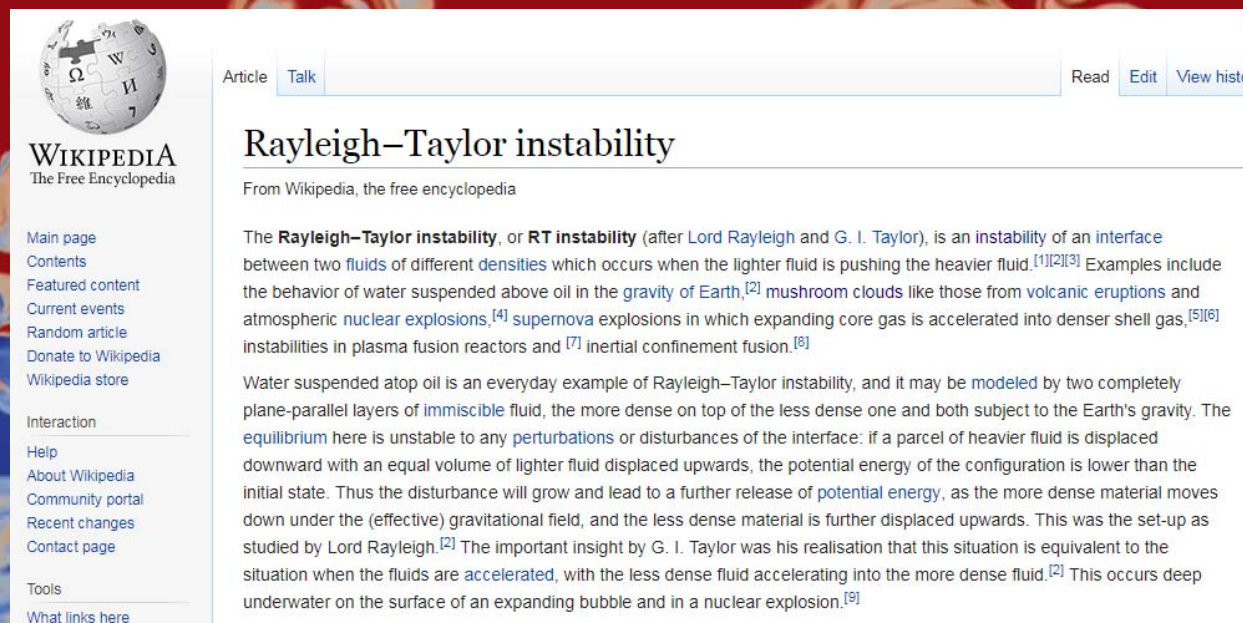 WIKIPEDIA
The Free Encyclopedia
Main page
Contents
Featured content
Current events
Random article
Donate to Wikipedia
Wikipedia store
Interaction
Help
About Wikipedia
Community portal
Recent changes
Contact page
Tools
What links here
Article Talk
Read Edit View hist
Rayleigh–Taylor instability
From Wikipedia, the free encyclopedia
The Rayleigh–Taylor instability, or RT instability (after Lord Rayleigh and G. I. Taylor), is an instability of an interface
between two fluids of different densities which occurs when the lighter fluid is pushing the heavier fluid.[1][2][3] Examples include
the behavior of water suspended above oil in the gravity of Earth,[2] mushroom clouds like those from volcanic eruptions and
atmospheric nuclear explosions,[4] supernova explosions in which expanding core gas is accelerated into denser shell gas,[5][6]
instabilities in plasma fusion reactors and [7] inertial confinement fusion.[8]
Water suspended atop oil is an everyday example of Rayleigh–Taylor instability, and it may be modeled by two completely
plane-parallel layers of immiscible fluid, the more dense on top of the less dense one and both subject to the Earth's gravity. The
equilibrium here is unstable to any perturbations or disturbances of the interface: if a parcel of heavier fluid is displaced
downward with an equal volume of lighter fluid displaced upwards, the potential energy of the configuration is lower than the
initial state. Thus the disturbance will grow and lead to a further release of potential energy, as the more dense material moves
down under the (effective) gravitational field, and the less dense material is further displaced upwards. This was the set-up as
studied by Lord Rayleigh.[2] The important insight by G. I. Taylor was his realisation that this situation is equivalent to the
situation when the fluids are accelerated, with the less dense fluid accelerating into the more dense fluid.[2] This occurs deep
underwater on the surface of an expanding bubble and in a nuclear explosion.[9]